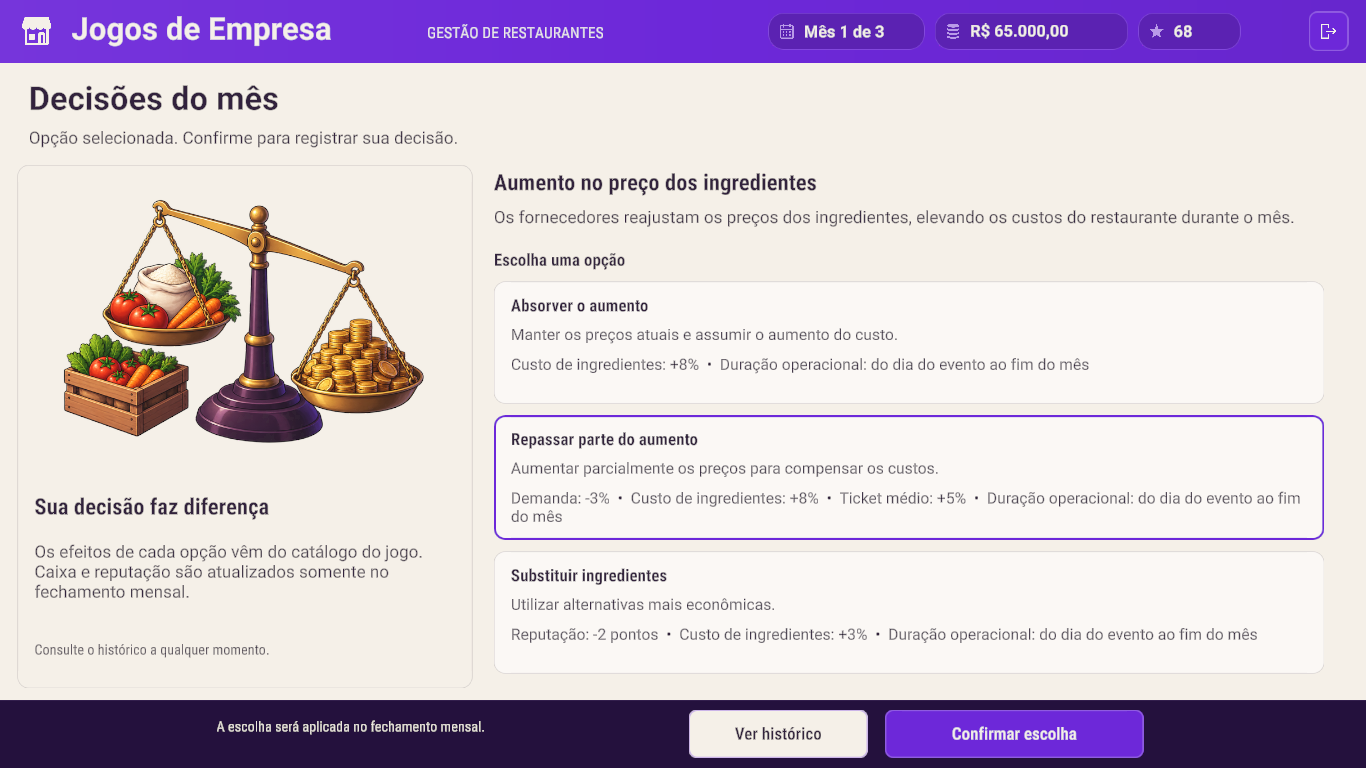 Jogos de Empresa
GESTÃO DE RESTAURANTES
Mês 1 de 3
R$ 65.000,00
68
Decisões do mês
Opção selecionada. Confirme para registrar sua decisão.
Sua decisão faz diferença
Os efeitos de cada opção vêm do catálogo do jogo.
Caixa e reputação são atualizados somente no
fechamento mensal.
Consulte o histórico a qualquer momento.
Aumento no preço dos ingredientes
Os fornecedores reajustam os preços dos ingredientes, elevando os custos do restaurante durante o mês.
Escolha uma opção
Absorver o aumento
Manter os preços atuais e assumir o aumento do custo.
Custo de ingredientes: +8% • Duração operacional: do dia do evento ao fim do mês
Repassar parte do aumento
Aumentar parcialmente os preços para compensar os custos.
Demanda: -3% • Custo de ingredientes: +8% • Ticket médio: +5% • Duração operacional: do dia do evento ao fim
do mês
Substituir ingredientes
Utilizar alternativas mais econômicas.
Reputação: -2 pontos • Custo de ingredientes: +3% • Duração operacional: do dia do evento ao fim do mês
A escolha será aplicada no fechamento mensal.
Ver histórico
Confirmar escolha